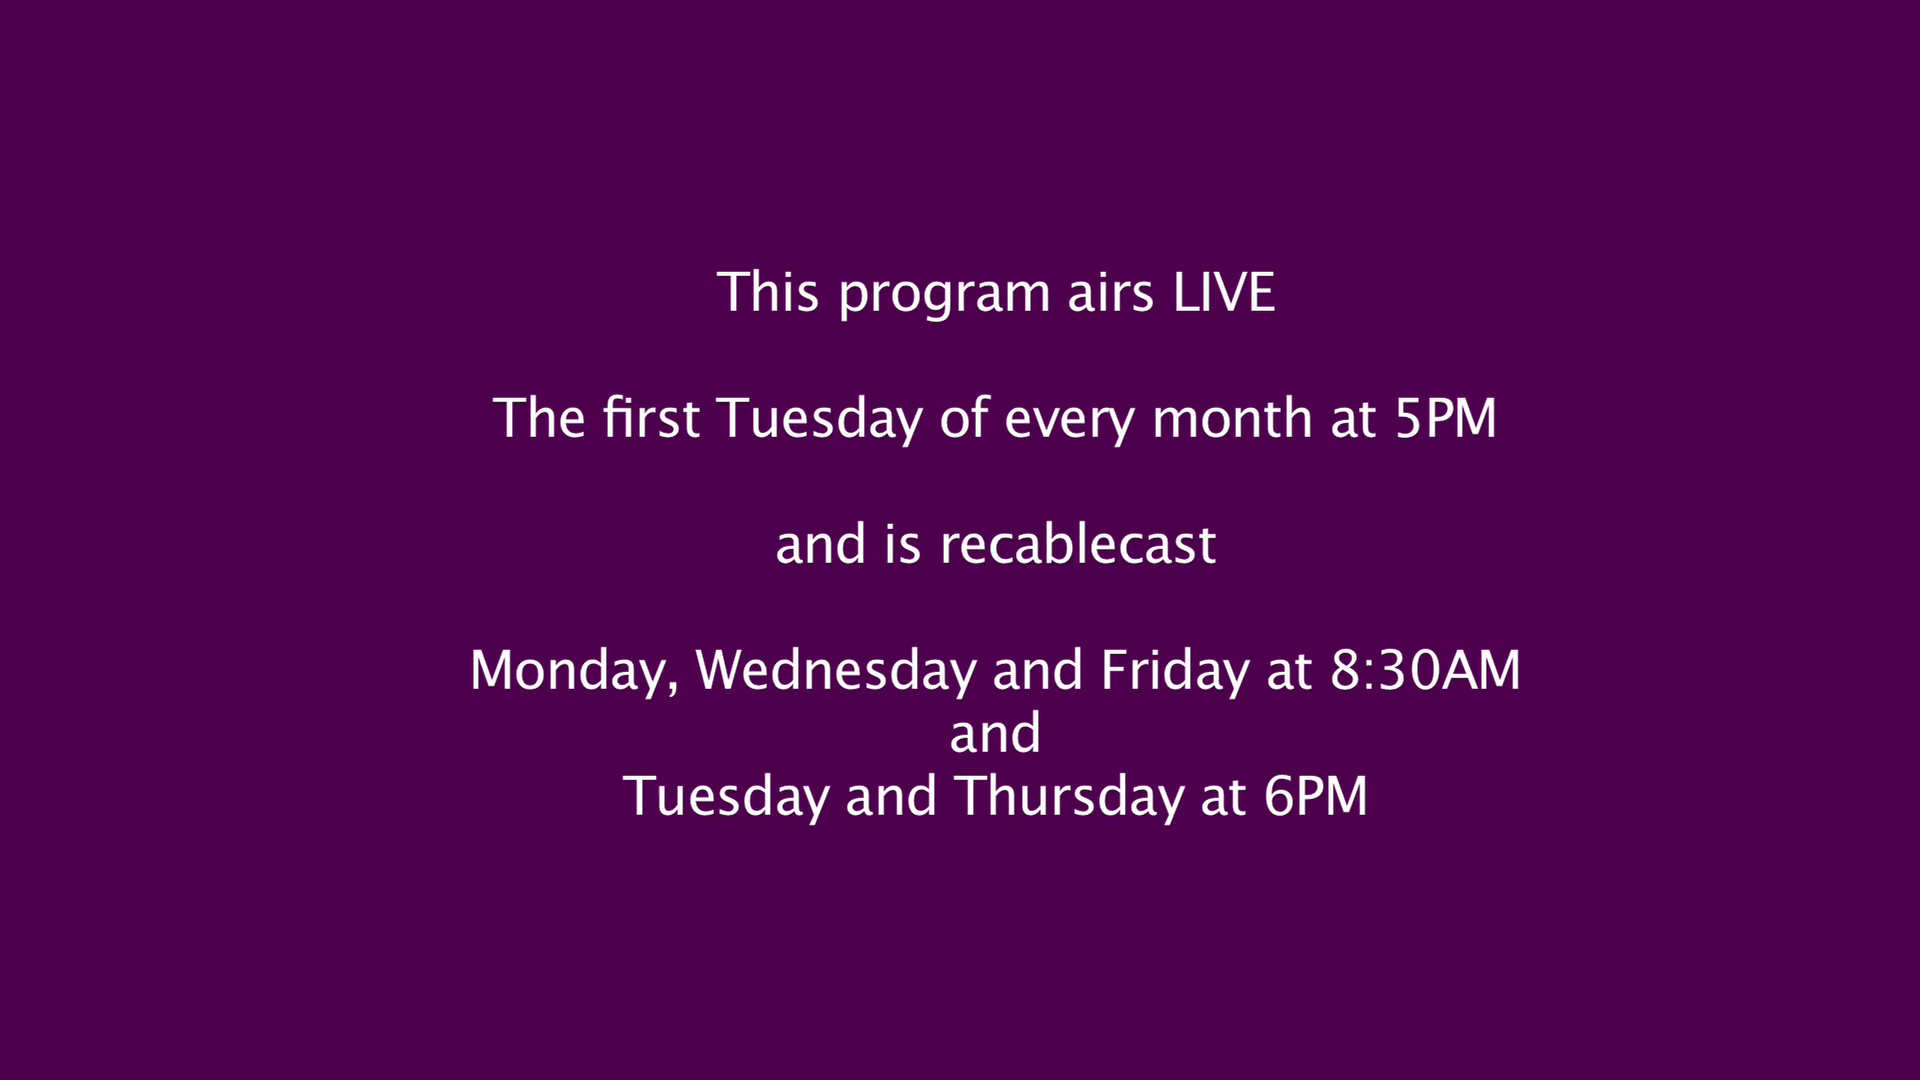 This program airs LIVE
The first Tuesday of every month at 5PM
and is recablecast
Monday, Wednesday and Friday at 8:30AM
and
Tuesday and Thursday at 6PM